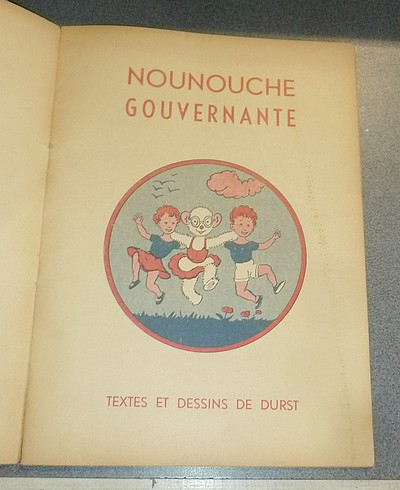 NOUNOUCHE
GOUVERNANTE
TEXTES ET DESSINS DE DURST